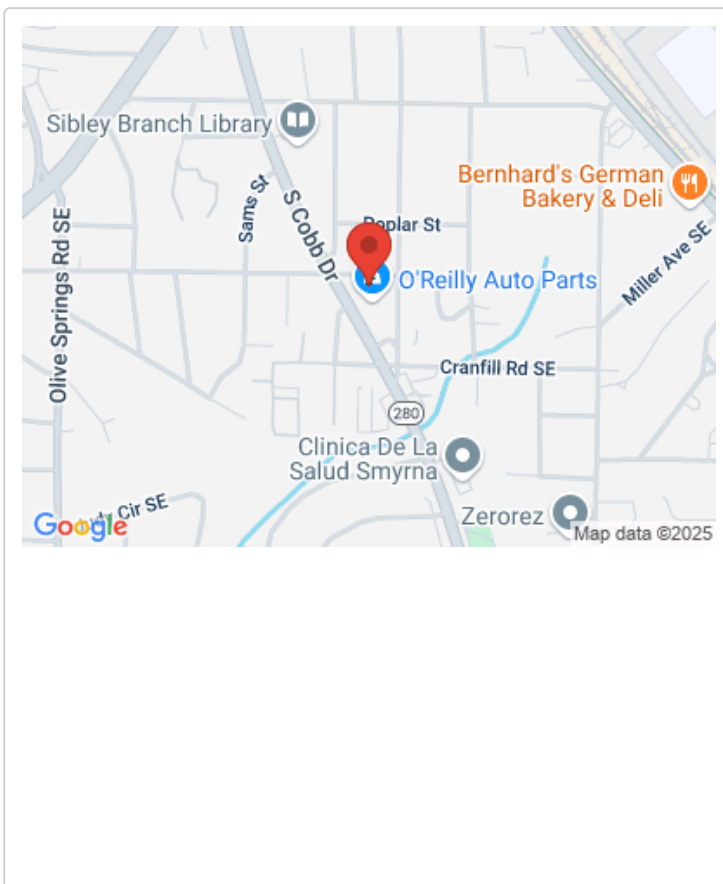 Sibley Branch Library
Bernhard's German
Bakery & Deli
Sams St
S Cobb Dr
Poplar St
Miller Ave SE
O'Reilly Auto Parts
Olive Springs Rd SE
Cranfill Rd SE
280
Clinica De La
Salud Smyrna
Cir SE
Zerorez
Google
Map data ©2025